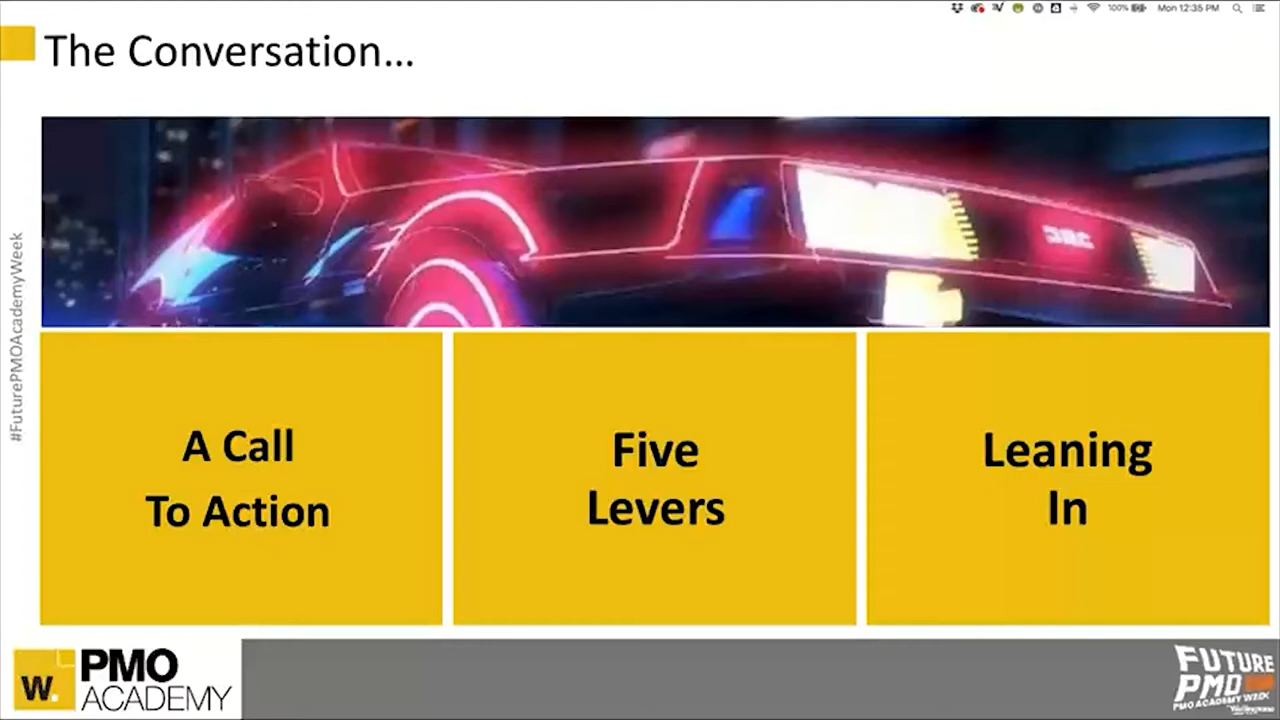 100% Mon 12:35 PM
The Conversation...
#FuturePMOAcademyWeek
A Call
To Action
Five
Levers
Leaning
In
W.
PMO
ACADEMY
FUTURE
PMO
PMO ACADEMY WEEK